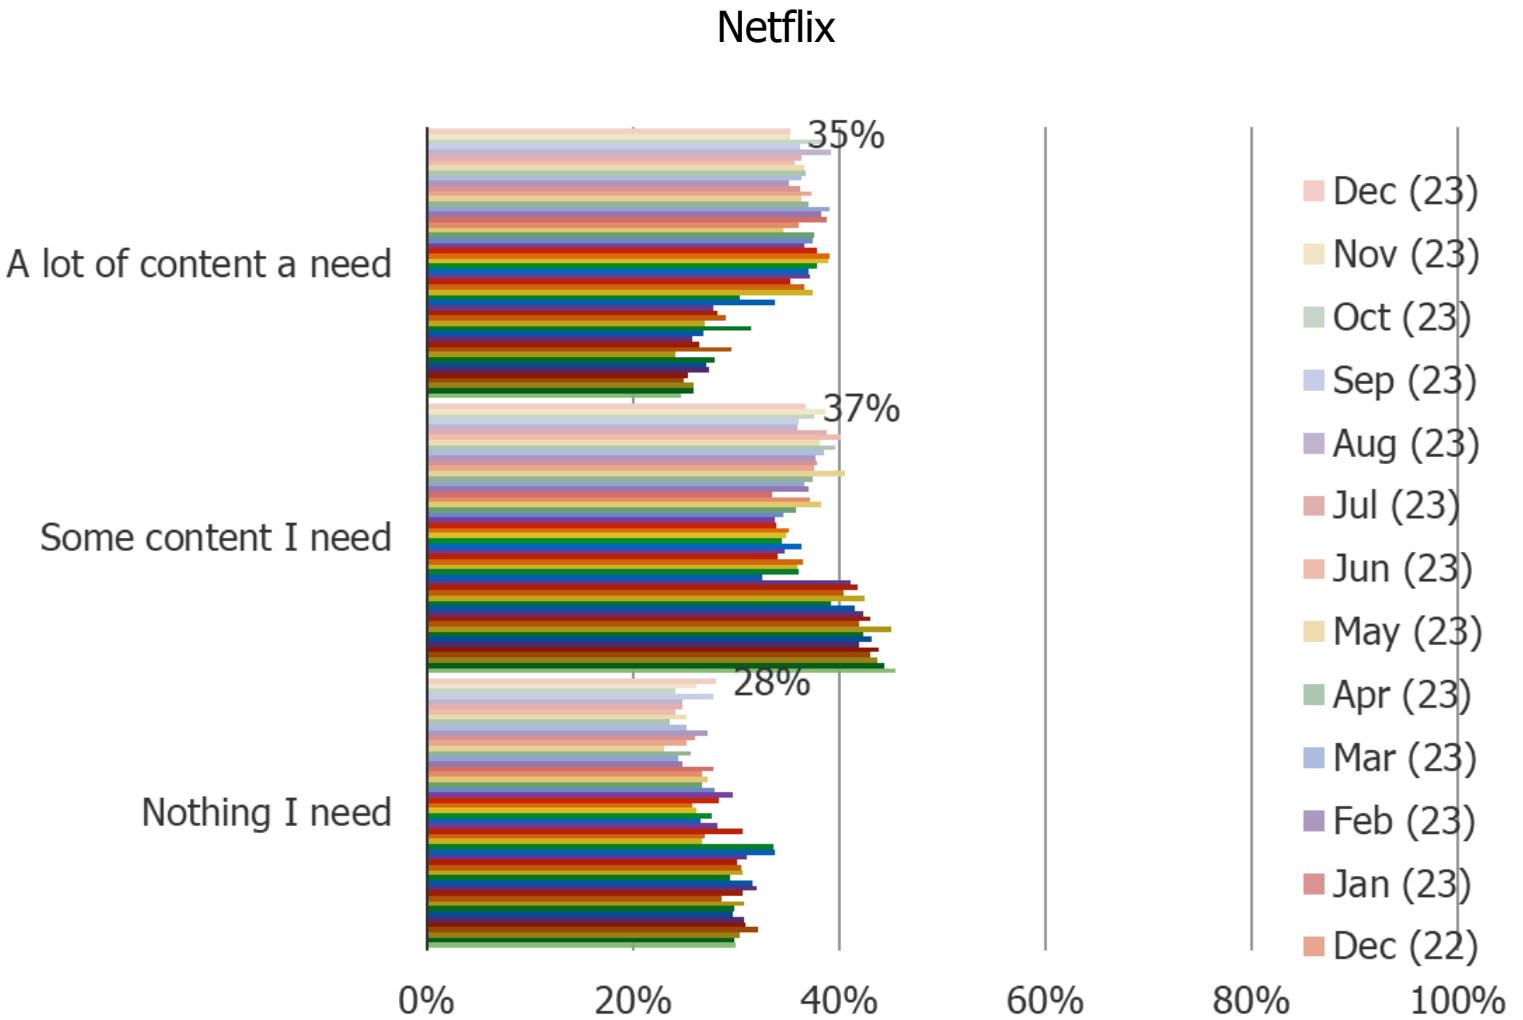 Netflix
35%
A lot of content a need
37%
Some content I need
28%
Nothing I need
Dec (23)
Nov (23)
Oct (23)
Sep (23)
Aug (23)
Jul (23)
Jun (23)
May (23)
Apr (23)
Mar (23)
Feb (23)
Jan (23)
Dec (22)
0% 20% 40% 60% 80% 100%